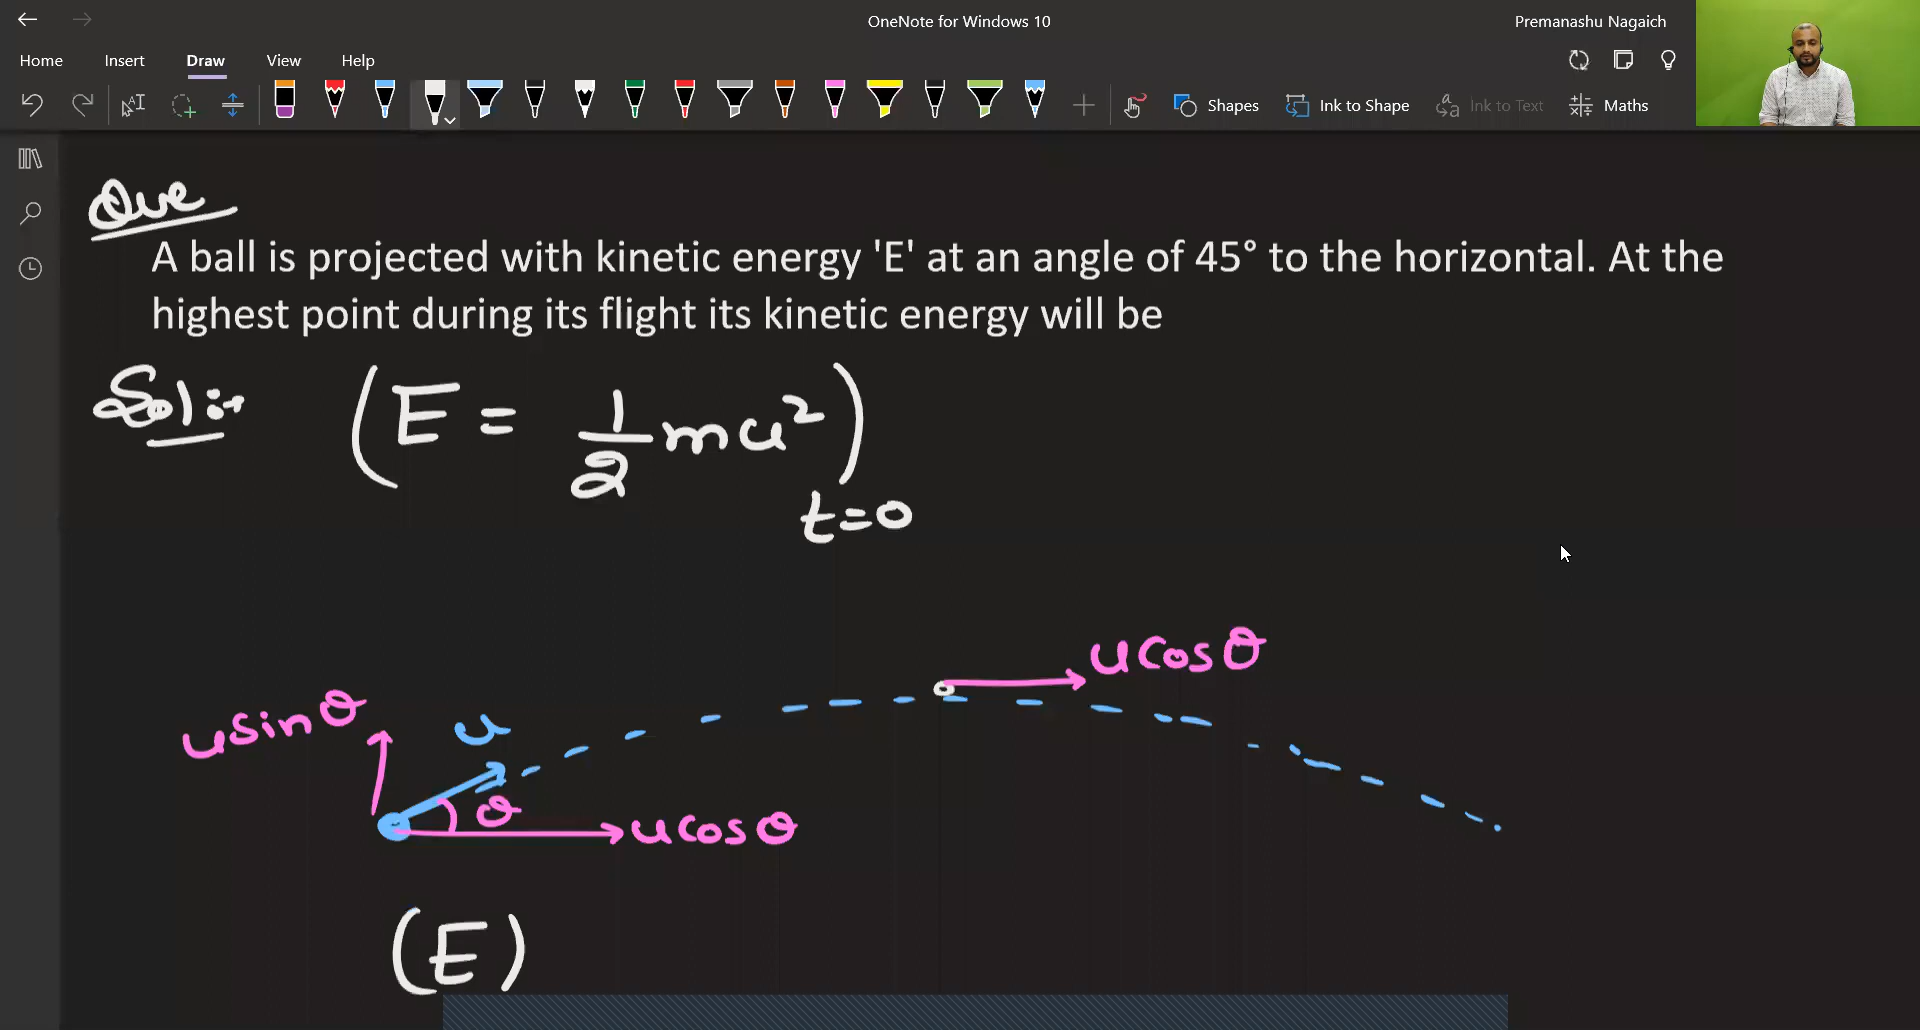 OneNote for Windows 10
Premanashu Nagaich
Home Insert Draw View Help
Shapes Ink to Shape Ink to Text Maths
Que
A ball is projected with kinetic energy 'E' at an angle of 45° to the horizontal. At the
highest point during its flight its kinetic energy will be
Sol:→
(E = 1/2 mu²)
t=0
u cos θ
u sin θ
u
θ
u cos θ
(E)